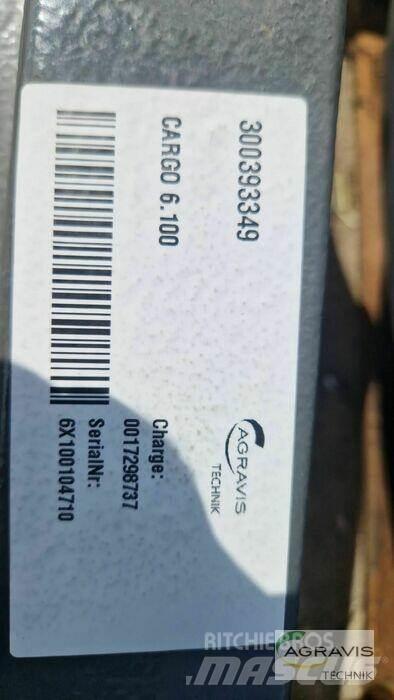 300393349
CARGO 6.100
AGRAVIS
TECHNIK
Charge:
0017298737
SerialNr:
6X100104710
RITCHIE BROS
MASCUS
AGRAVIS
TECHNIK